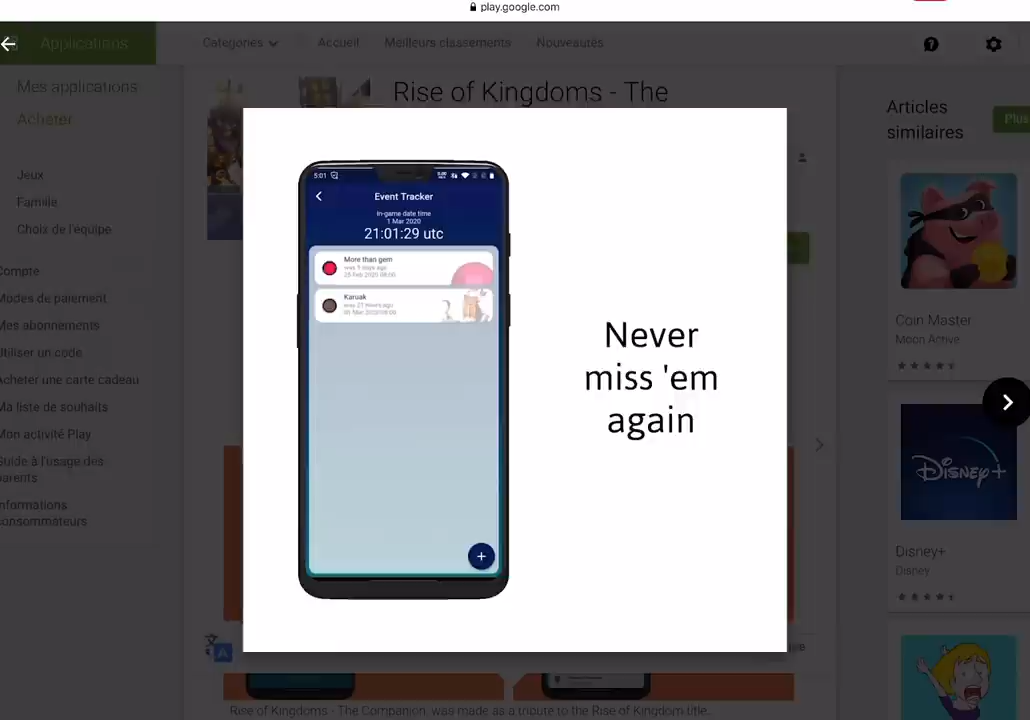 play.google.com
Applications
Catégories
Accueil
Meilleurs classements
Nouveautés
Mes applications
Acheter
Jeux
Famille
Choix de l'équipe
Compte
Modes de paiement
Mes abonnements
Utiliser un code
Acheter une carte cadeau
Ma liste de souhaits
Mon activité Play
Guide à l'usage des
parents
Informations
consommateurs
Rise of Kingdoms - The
5:01
Event Tracker
In-game date time
1 Mar 2020
21:01:29 utc
More than gem
Karuak
+
Never
miss 'em
again
Rise of Kingdoms - The Companion, was made as a tribute to the Rise of Kingdom title...
Articles
similaires
Plus
Coin Master
Moon Active
Disney+
Disney+
Disney